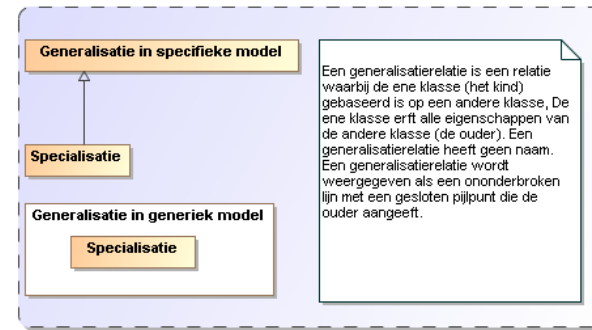 Generalisatie in specifieke model
Specialisatie
Generalisatie in generiek model
Specialisatie
Een generalisatierelatie is een relatie
waarbij de ene klasse (het kind)
gebaseerd is op een andere klasse, De
ene klasse erft alle eigenschappen van
de andere klasse (de ouder). Een
generalisatierelatie heeft geen naam.
Een generalisatierelatie wordt
weergegeven als een ononderbroken
lijn met een gesloten pijlpunt die de
ouder aangeeft.